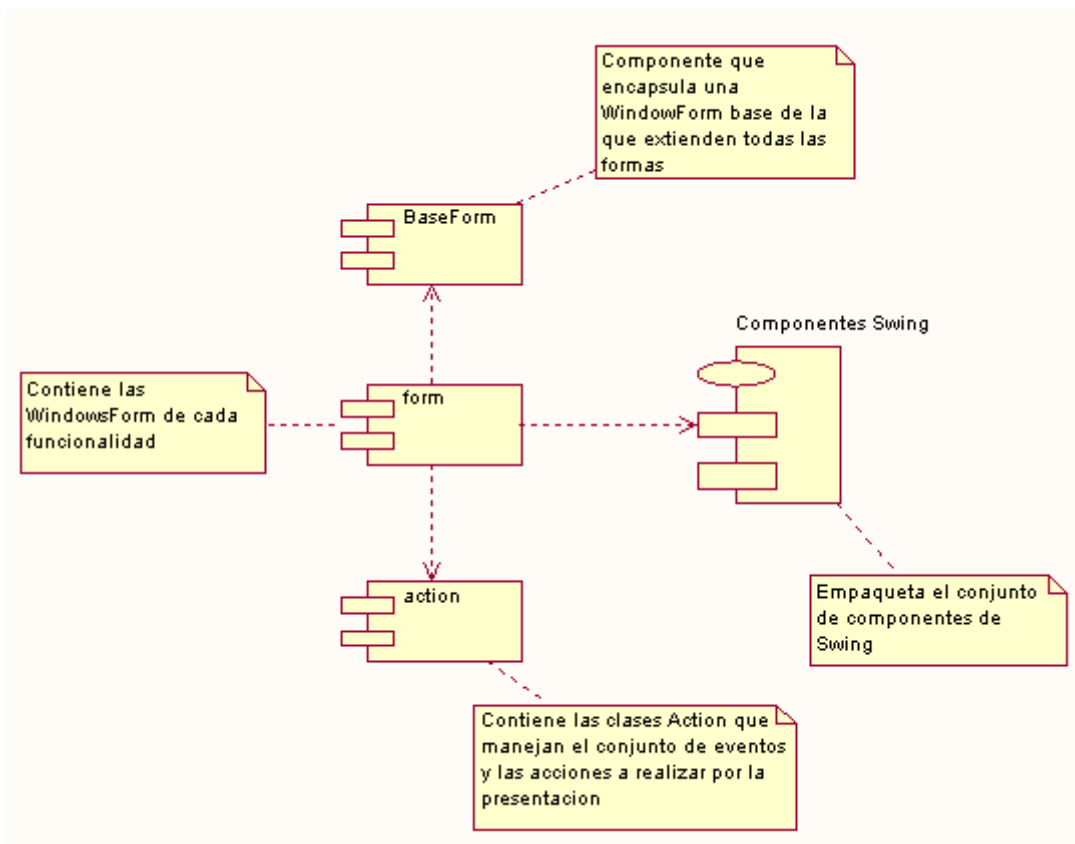 Componente que
encapsula una
WindowForm base de la
que extienden todas las
formas
BaseForm
Componentes Swing
Contiene las
WindowsForm de cada
funcionalidad
form
action
Empaqueta el conjunto
de componentes de
Swing
Contiene las clases Action que
manejan el conjunto de eventos
y las acciones a realizar por la
presentacion